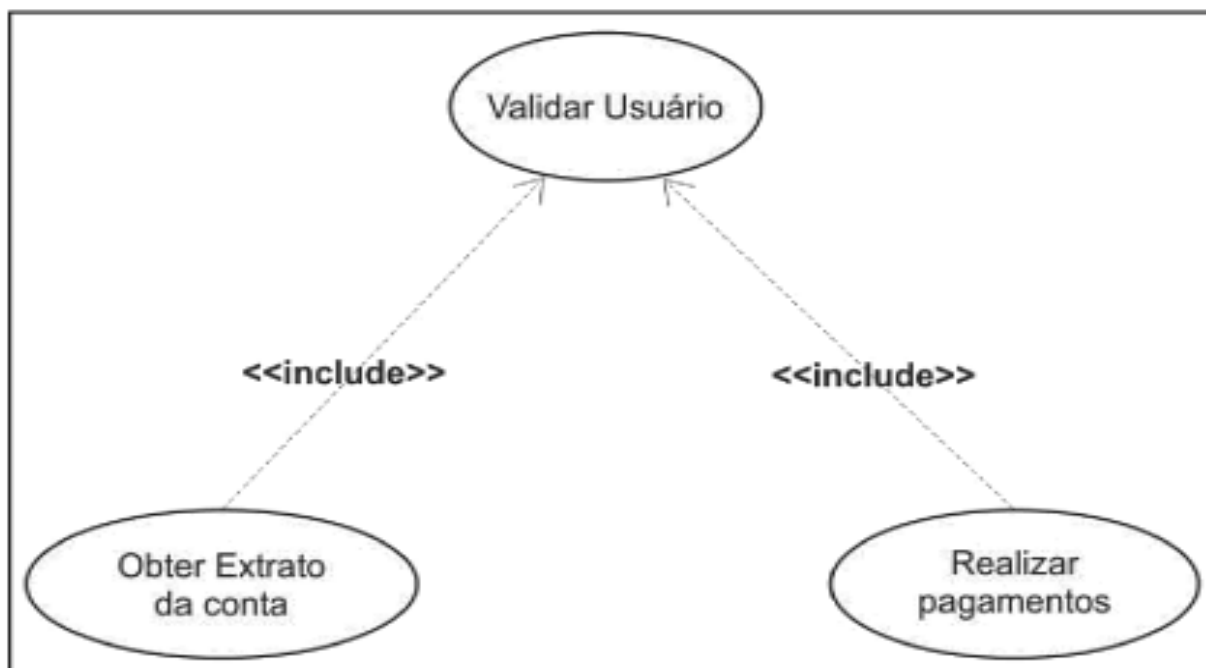 Validar Usuário
<<include>>
<<include>>
Obter Extrato
da conta
Realizar
pagamentos